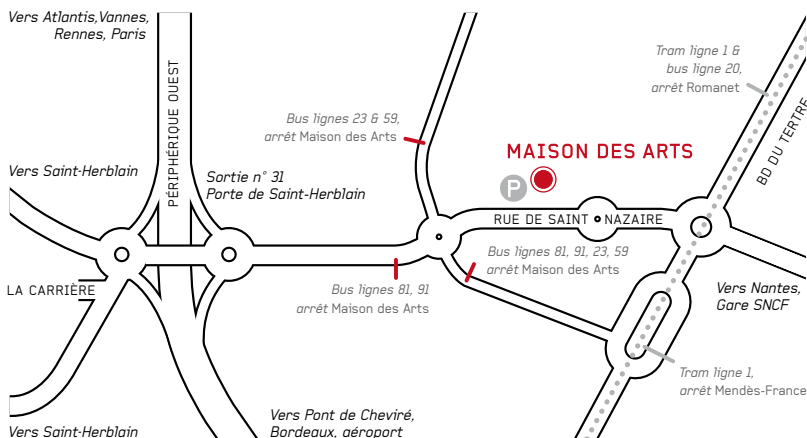 Vers Atlantis,Vannes,
Rennes, Paris
PÉRIPHÉRIQUE OUEST
Tram ligne 1 &
bus ligne 20,
arrêt Romanet
Bus lignes 23 & 59,
arrêt Maison des Arts
BD DU TERTRE
MAISON DES ARTS
P
Vers Saint-Herblain
Sortie n° 31
Porte de Saint-Herblain
RUE DE SAINT NAZAIRE
Bus lignes 81, 91, 23, 59
arrêt Maison des Arts
LA CARRIÈRE
Bus lignes 81, 91
arrêt Maison des Arts
Vers Nantes,
Gare SNCF
Tram ligne 1,
arrêt Mendès-France
Vers Saint-Herblain
Vers Pont de Cheviré,
Bordeaux, aéroport